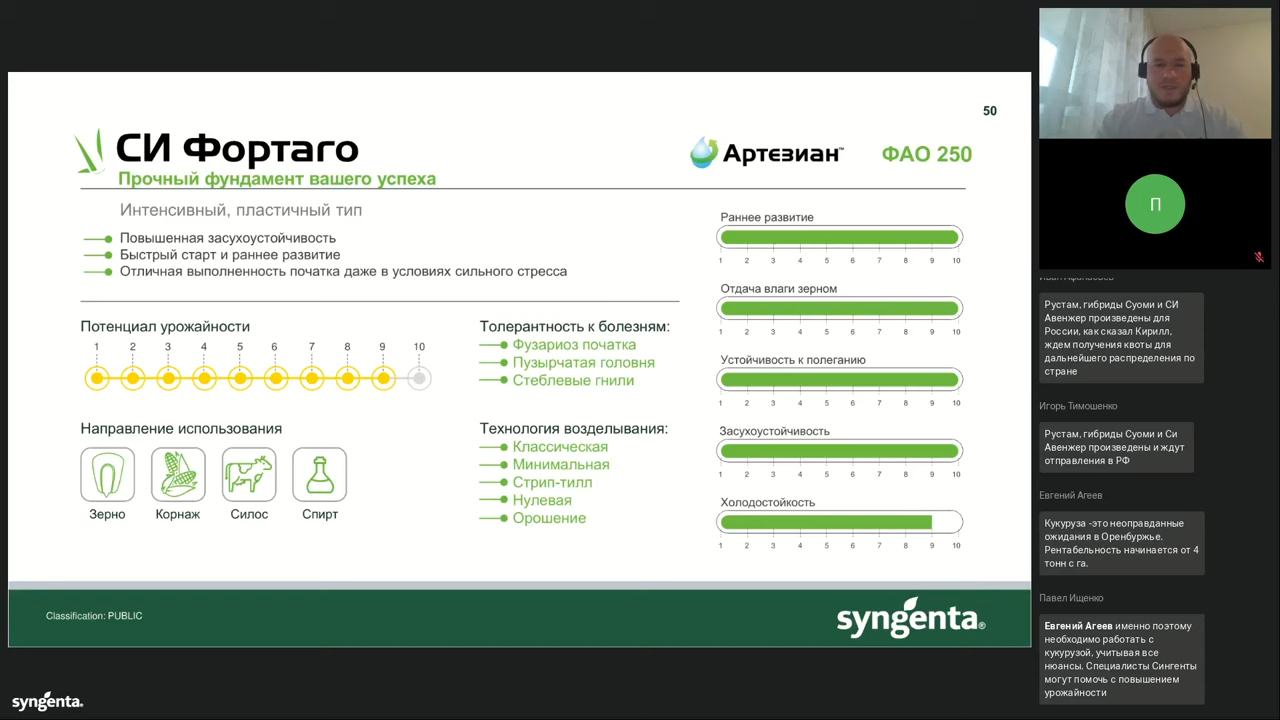 50
СИ Фортаго
Прочный фундамент вашего успеха
Артезиан™
ФАО 250
Интенсивный, пластичный тип
Повышенная засухоустойчивость
Быстрый старт и раннее развитие
Отличная выполненность початка даже в условиях сильного стресса
Потенциал урожайности
1 2 3 4 5 6 7 8 9 10
Направление использования
Зерно Корнаж Силос Спирт
Толерантность к болезням:
Фузариоз початка
Пузырчатая головня
Стеблевые гнили
Технология возделывания:
Классическая
Минимальная
Стрип-тилл
Нулевая
Орошение
Раннее развитие
1 2 3 4 5 6 7 8 9 10
Отдача влаги зерном
1 2 3 4 5 6 7 8 9 10
Устойчивость к полеганию
1 2 3 4 5 6 7 8 9 10
Засухоустойчивость
1 2 3 4 5 6 7 8 9 10
Холодостойкость
1 2 3 4 5 6 7 8 9 10
Classification: PUBLIC
syngenta®
syngenta.
П
Рустам, гибриды Суоми и СИ
Авенжер произведены для
России, как сказал Кирилл,
ждем получения квоты для
дальнейшего распределения по
стране
Игорь Тимошенко
Рустам, гибриды Суоми и Си
Авенжер произведены и ждут
отправления в РФ
Евгений Агеев
Кукуруза -это неоправданные
ожидания в Оренбуржье.
Рентабельность начинается от 4
тонн с га.
Павел Ищенко
Евгений Агеев именно поэтому
необходимо работать с
кукурузой, учитывая все
нюансы. Специалисты Сингенты
могут помочь с повышением
урожайности